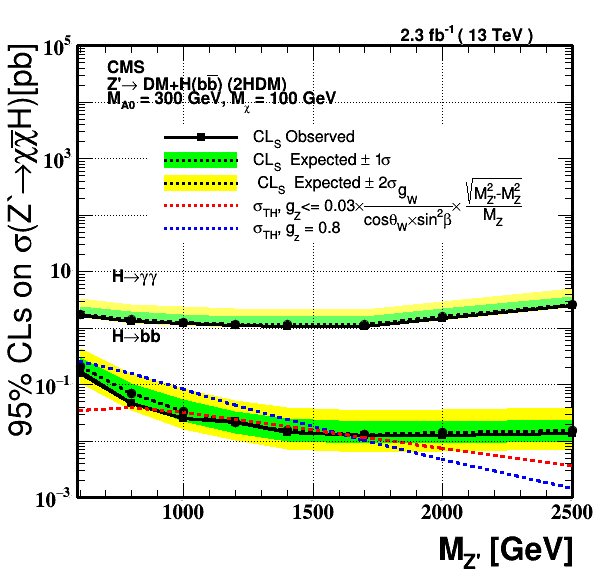 2.3 fb⁻¹ ( 13 TeV )
95% CLs on σ(Z`→χχ̅H)[pb]
10⁵
10³
10
10⁻¹
10⁻³
CMS
Z'→ DM+H(bb̅) (2HDM)
M_A0 = 300 GeV, M_χ = 100 GeV
CL_S Observed
CL_S Expected ± 1σ
CL_S Expected ± 2σ
σ_TH, g_Z<= 0.03×g_W/(cosθ_W×sin²β)×√(M²_Z'-M²_Z)/M_Z
σ_TH, g_Z = 0.8
H→γγ
H→bb
1000 1500 2000 2500
M_Z' [GeV]